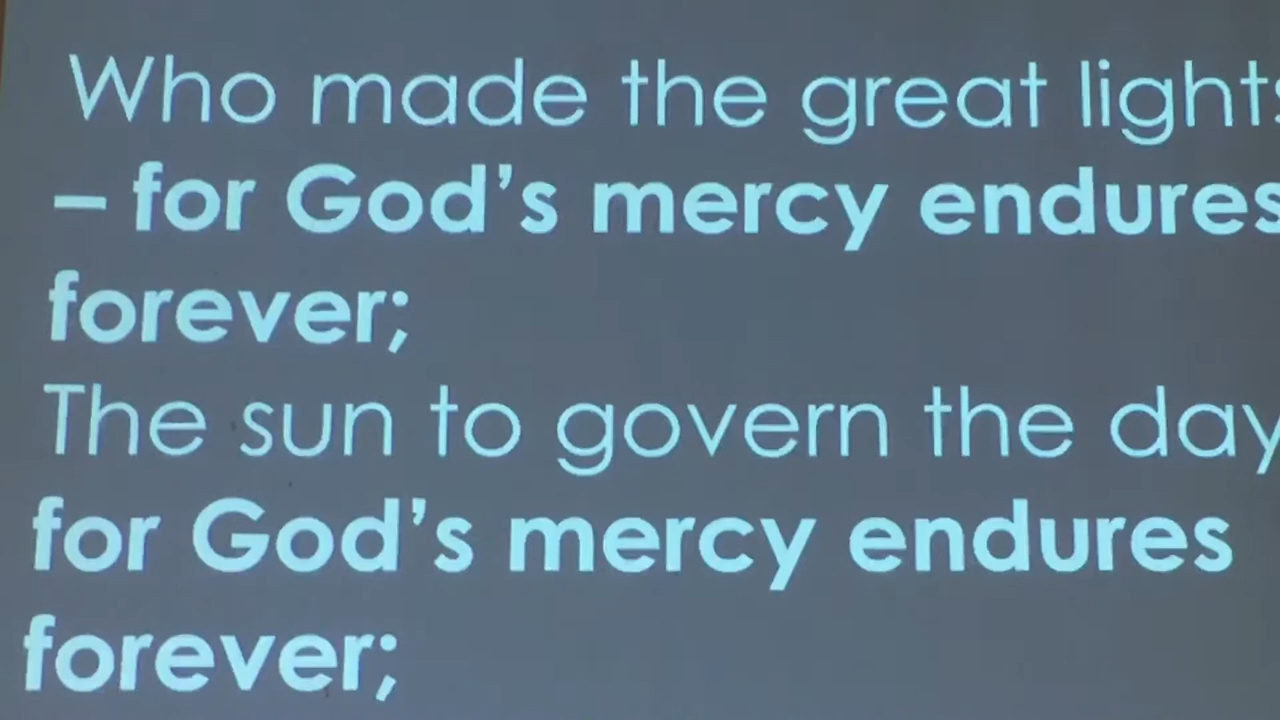 Who made the great lights
– for God’s mercy endures
forever;
The sun to govern the day
for God’s mercy endures
forever;